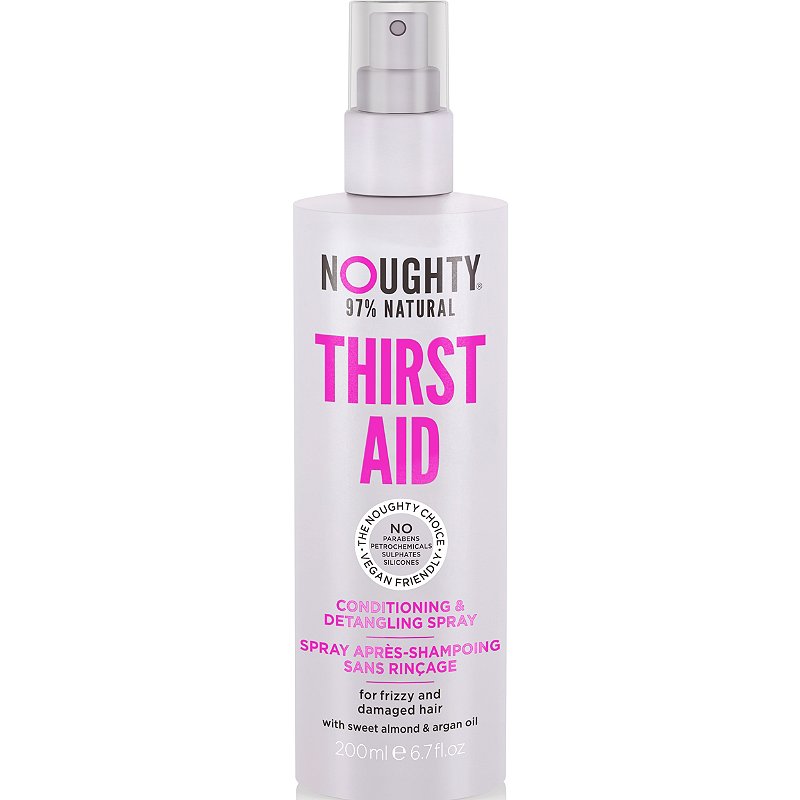 NOUGHTY®
97% NATURAL
THIRST
AID
• THE NOUGHTY CHOICE •
VEGAN FRIENDLY
NO
PARABENS
PETROCHEMICALS
SULPHATES
SILICONES
CONDITIONING &
DETANGLING SPRAY
SPRAY APRÈS-SHAMPOING
SANS RINÇAGE
for frizzy and
damaged hair
with sweet almond & argan oil
200ml e 6.7fl.oz